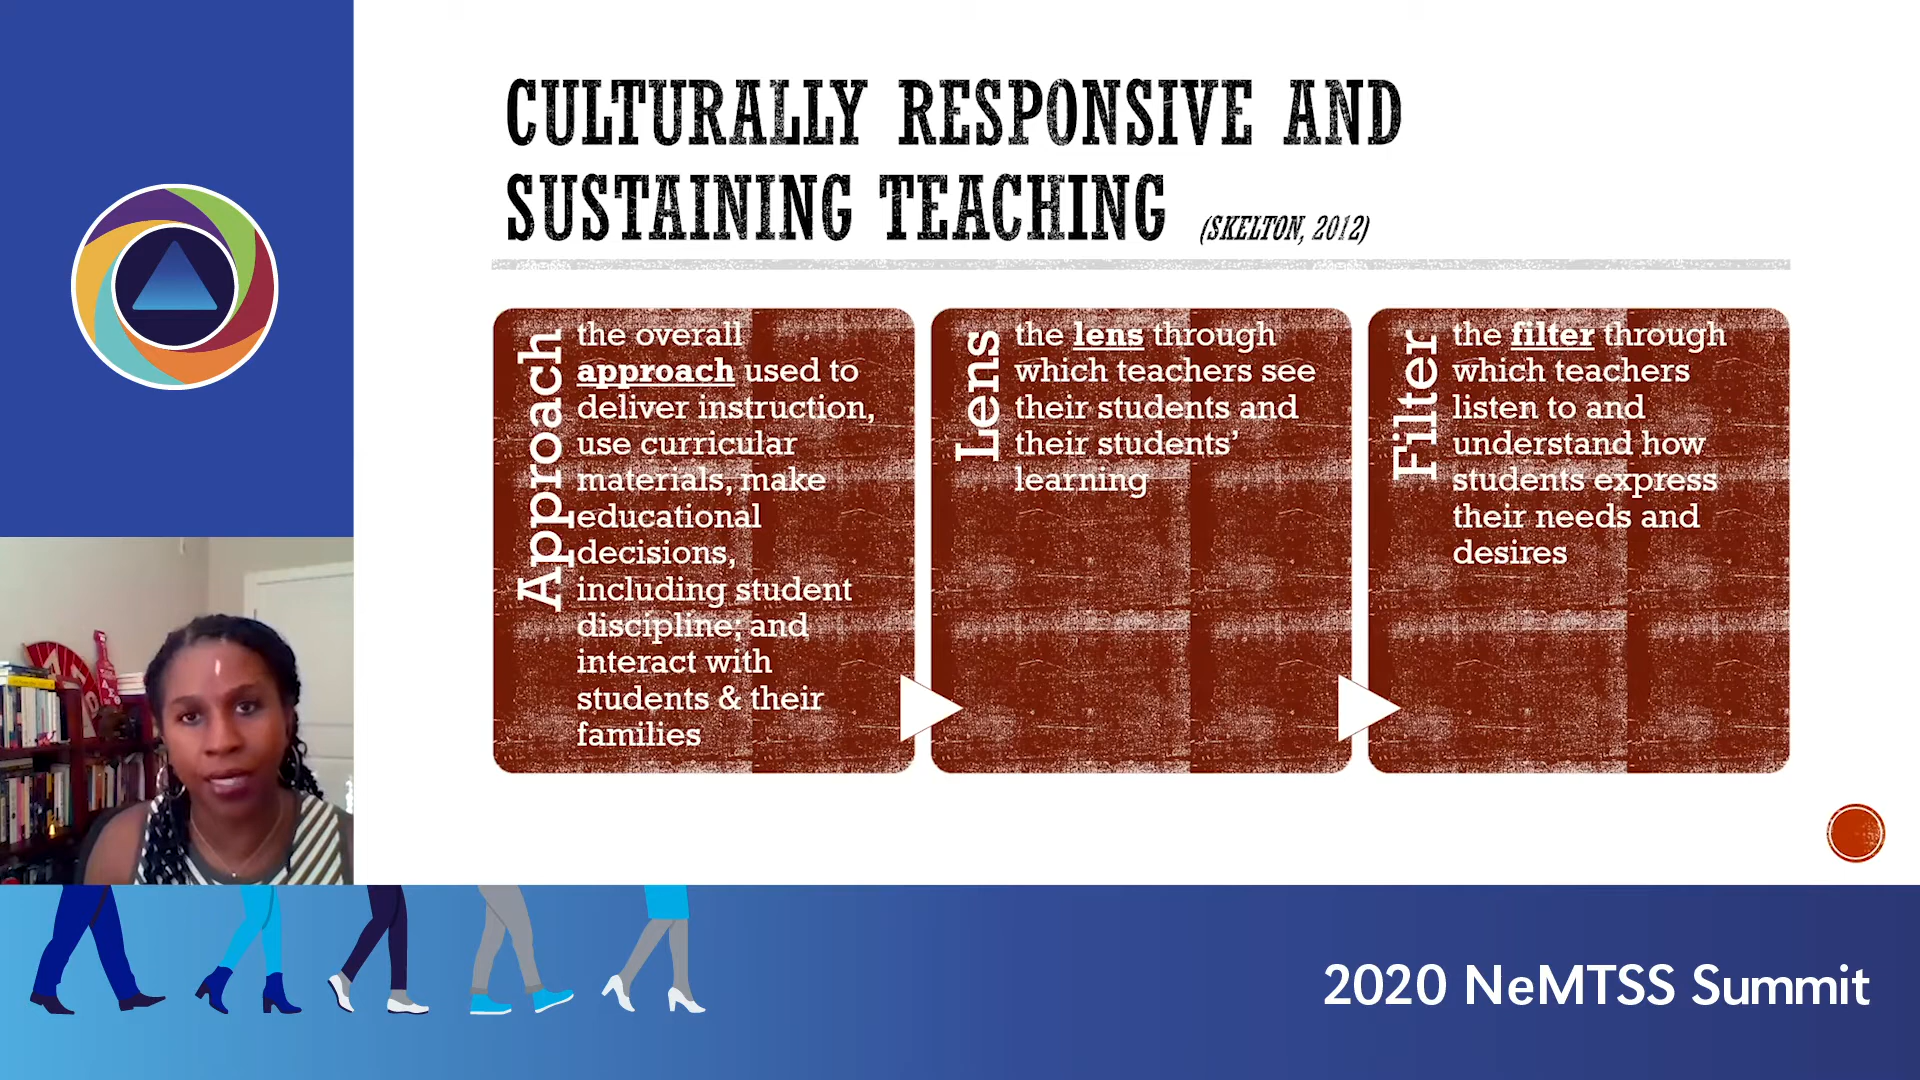 CULTURALLY RESPONSIVE AND
SUSTAINING TEACHING (SKELTON, 2012)
Approach
the overall
approach used to
deliver instruction,
use curricular
materials, make
educational
decisions,
including student
discipline; and
interact with
students & their
families
Lens
the lens through
which teachers see
their students and
their students’
learning
Filter
the filter through
which teachers
listen to and
understand how
students express
their needs and
desires
2020 NeMTSS Summit